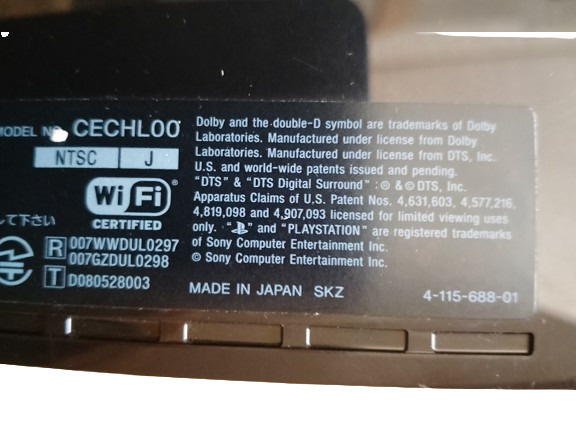 MODEL NO. CECHL00
NTSC J
Wi Fi®
CERTIFIED
て下さい
R 007WWDUL0297
007GZDUL0298
T D080528003
Dolby and the double-D symbol are trademarks of Dolby
Laboratories. Manufactured under license from Dolby
Laboratories. Manufactured under license from DTS, Inc.
U.S. and world-wide patents issued and pending.
"DTS" & "DTS Digital Surround" : ® & © DTS, Inc.
Apparatus Claims of U.S. Patent Nos. 4,631,603, 4,577,216,
4,819,098 and 4,907,093 licensed for limited viewing uses
only. " " and "PLAYSTATION" are registered trademarks
of Sony Computer Entertainment Inc.
© Sony Computer Entertainment Inc.
MADE IN JAPAN SKZ
4-115-688-01